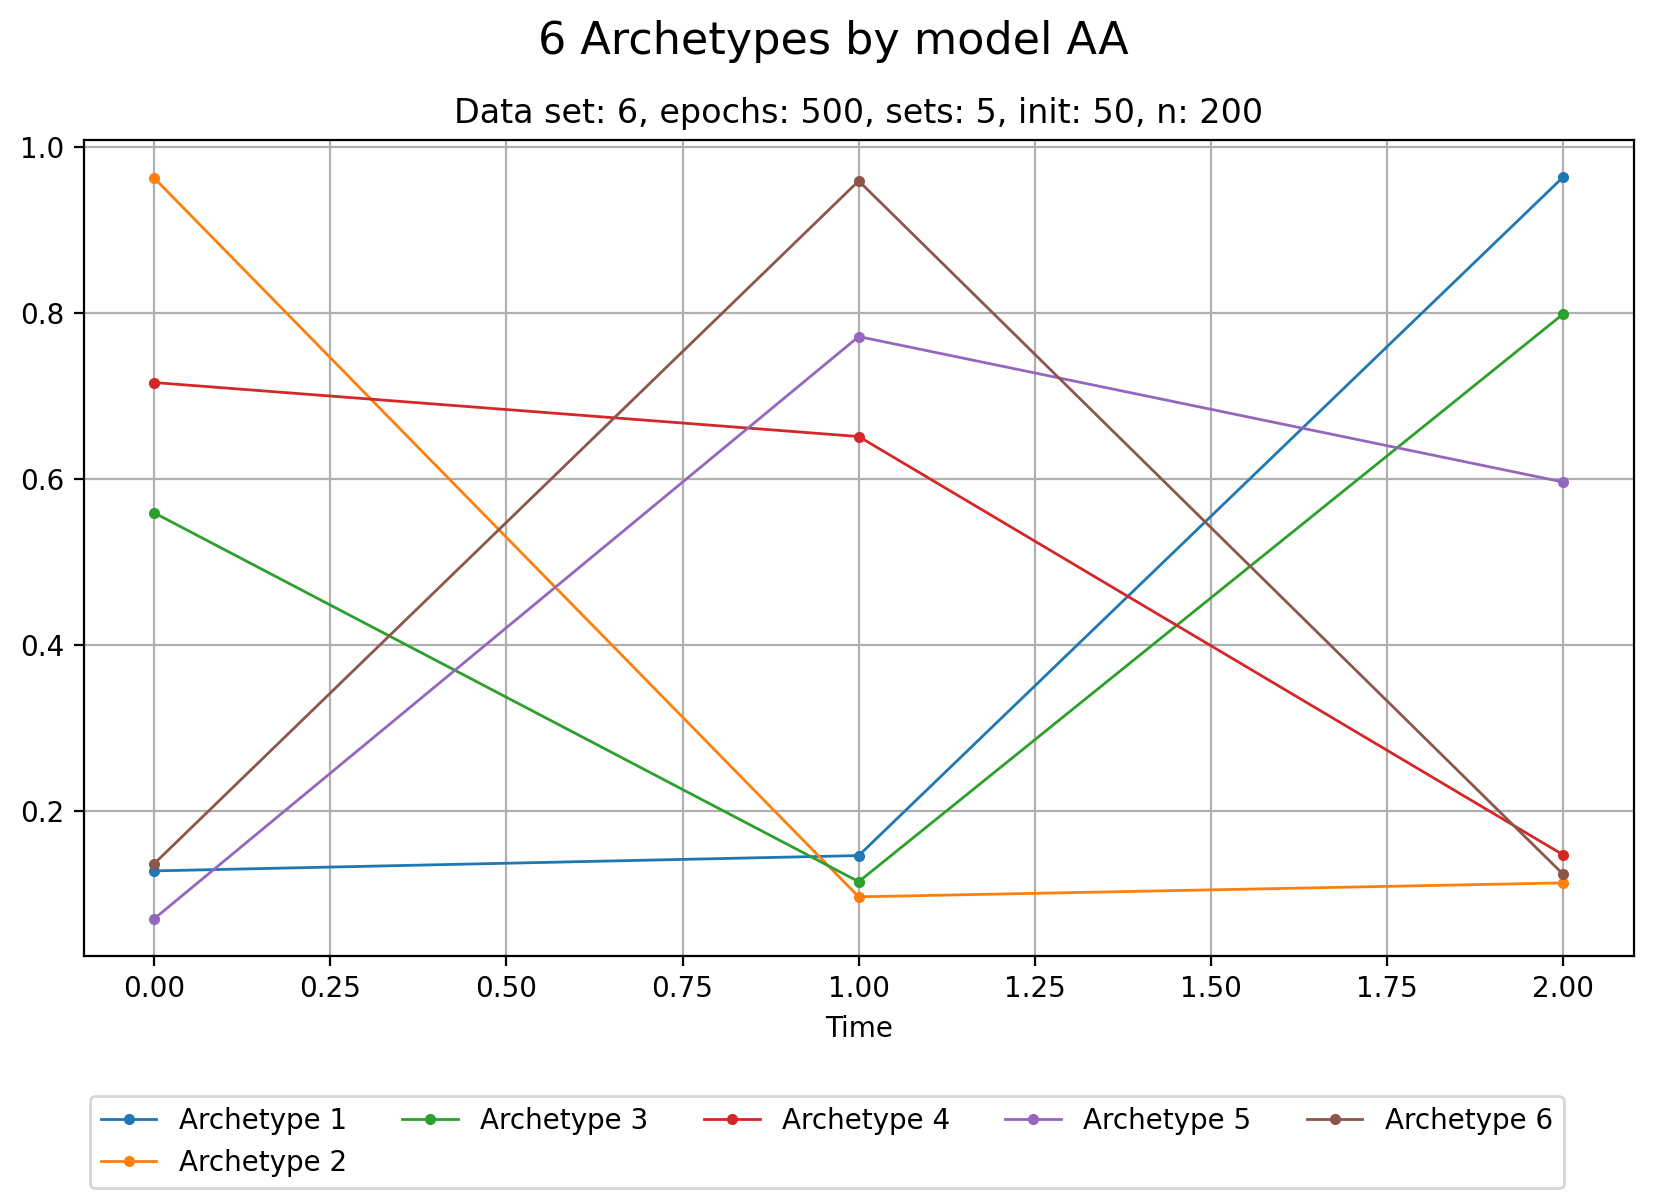 6 Archetypes by model AA
Data set: 6, epochs: 500, sets: 5, init: 50, n: 200
1.0
0.8
0.6
0.4
0.2
0.00 0.25 0.50 0.75 1.00 1.25 1.50 1.75 2.00
Time
Archetype 1 Archetype 3 Archetype 4 Archetype 5 Archetype 6
Archetype 2